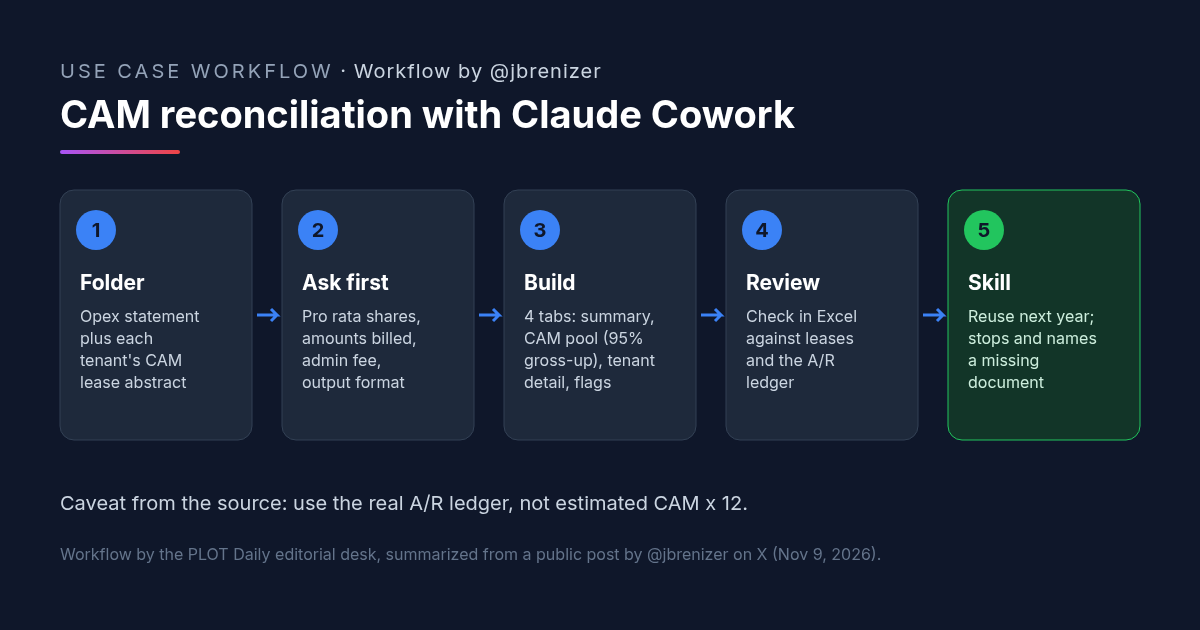 USE CASE WORKFLOW · Workflow by @jbrenizer
CAM reconciliation with Claude Cowork
1
Folder
Opex statement
plus each
tenant's CAM
lease abstract
2
Ask first
Pro rata shares,
amounts billed,
admin fee,
output format
3
Build
4 tabs: summary,
CAM pool (95%
gross-up), tenant
detail, flags
4
Review
Check in Excel
against leases
and the A/R
ledger
5
Skill
Reuse next year;
stops and names
a missing
document
Caveat from the source: use the real A/R ledger, not estimated CAM x 12.
Workflow by the PLOT Daily editorial desk, summarized from a public post by @jbrenizer on X (Nov 9, 2026).